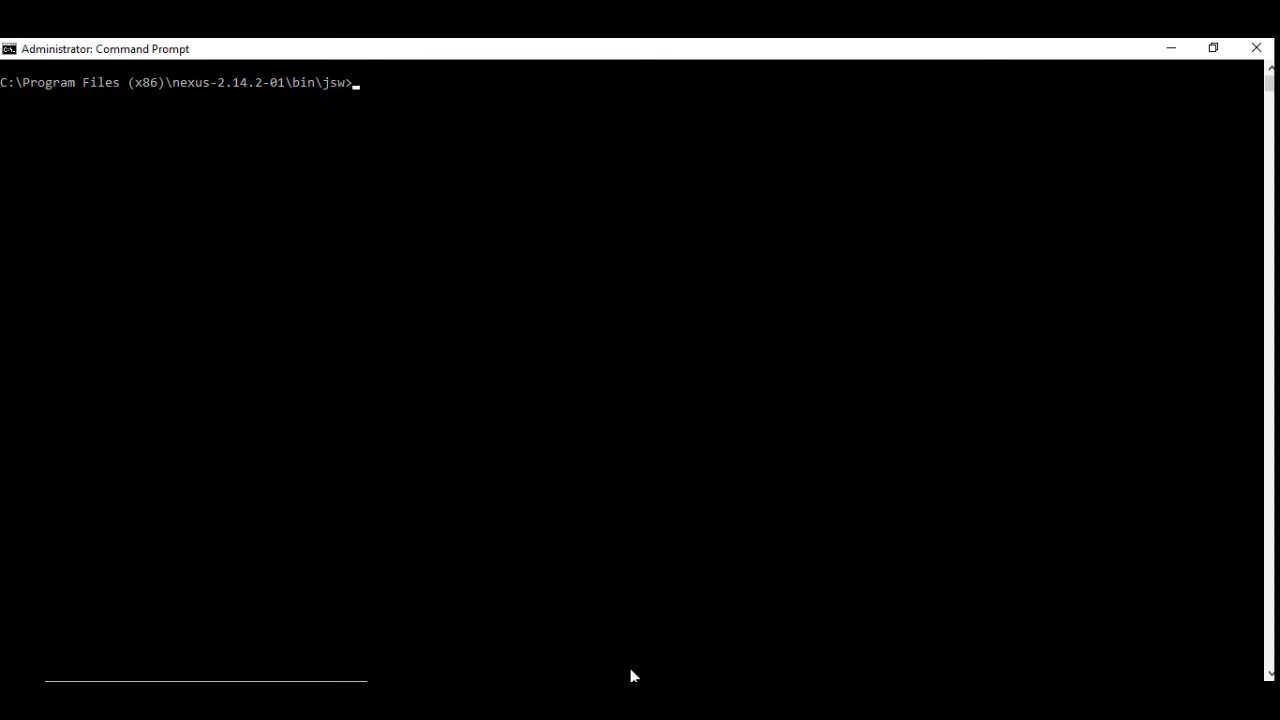 Administrator: Command Prompt
C:\Program Files (x86)\nexus-2.14.2-01\bin\jsw>